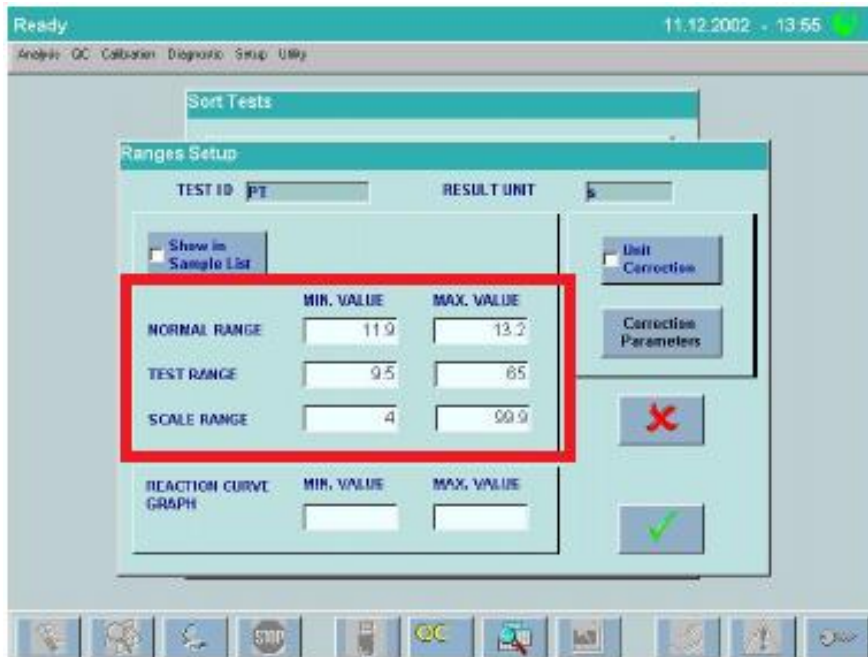 Ready 11.12.2002 - 13:55
Analysis QC Calibration Diagnostic Setup Utility
Sort Tests
Ranges Setup
TEST ID PT RESULT UNIT s
Show in
Sample List
Unit
Correction
MIN. VALUE MAX. VALUE
NORMAL RANGE 11.9 13.2
Correction
Parameters
TEST RANGE 9.5 65
SCALE RANGE 4 99.9
REACTION CURVE
GRAPH
MIN. VALUE MAX. VALUE
STOP QC